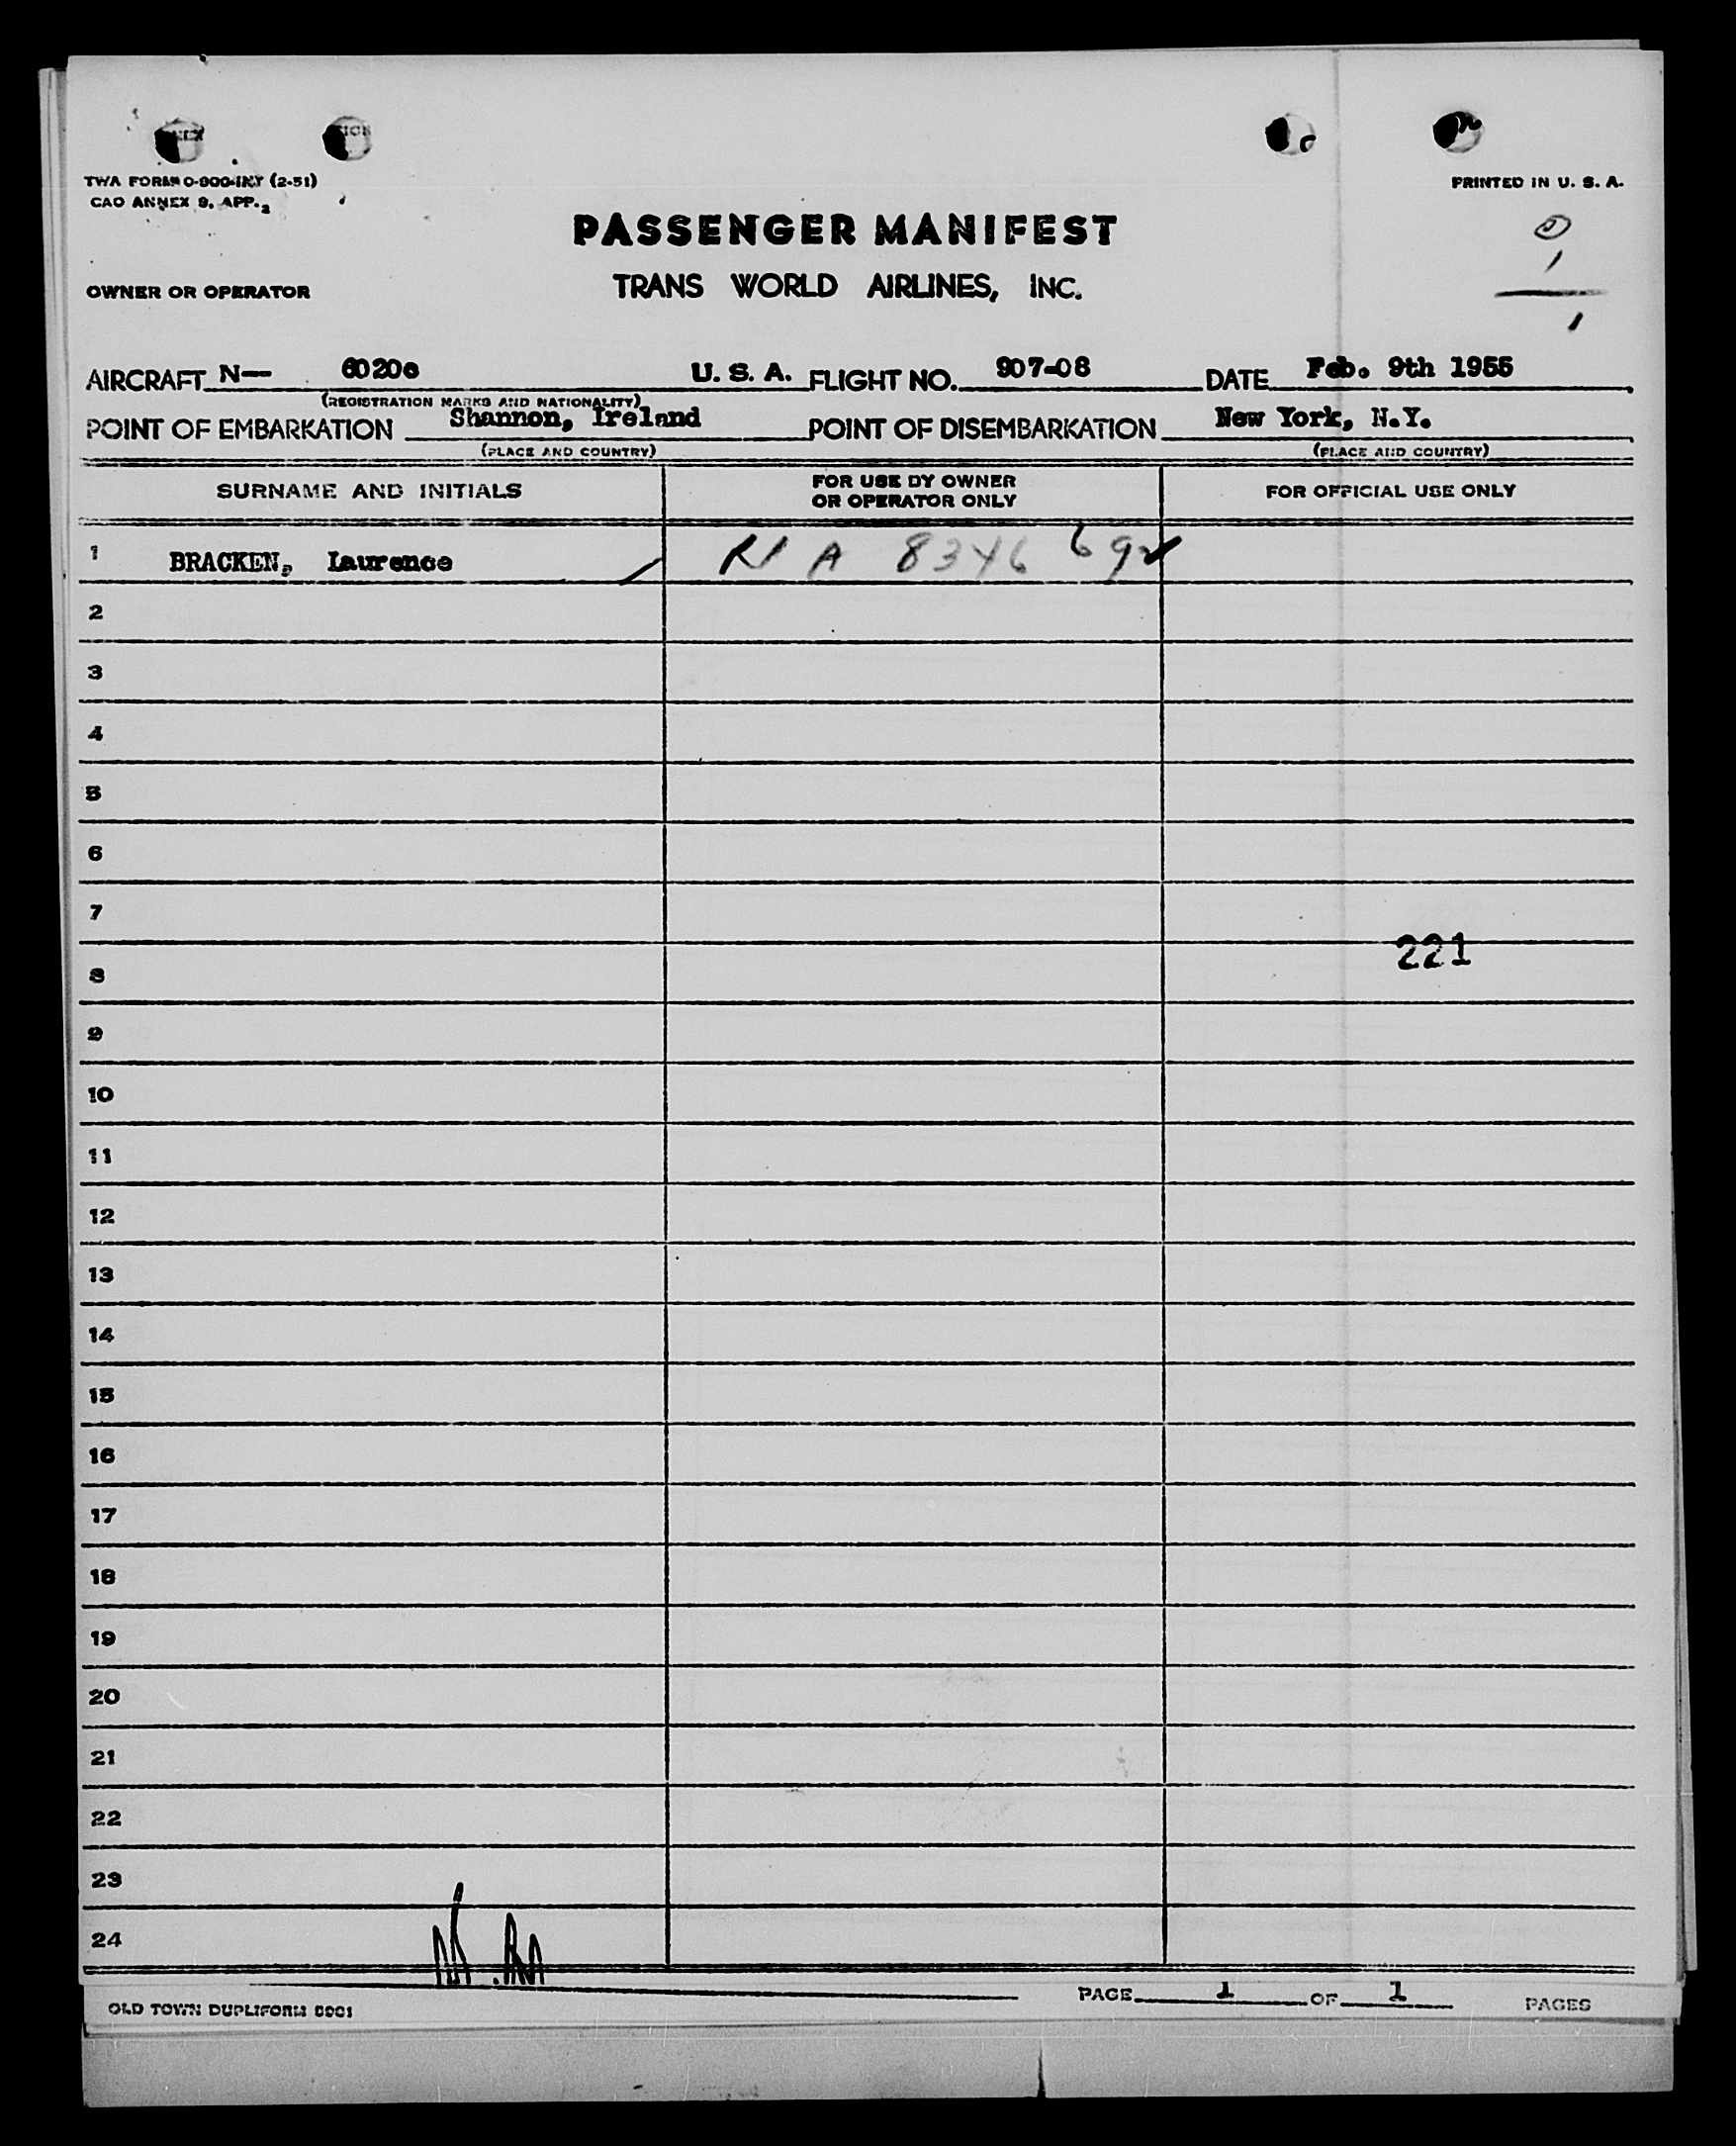 TWA FORM O-900-INT (2-51)
CAO ANNEX 9, APP. 2
PRINTED IN U. S. A.
PASSENGER MANIFEST
0
1
1
OWNER OR OPERATOR
TRANS WORLD AIRLINES, INC.
AIRCRAFT N— 6020c U. S. A. FLIGHT NO. 907-08 DATE Feb. 9th 1955
(REGISTRATION MARKS AND NATIONALITY)
POINT OF EMBARKATION Shannon, Ireland POINT OF DISEMBARKATION New York, N.Y.
(PLACE AND COUNTRY) (PLACE AND COUNTRY)
SURNAME AND INITIALS FOR USE BY OWNER OR OPERATOR ONLY FOR OFFICIAL USE ONLY
1 BRACKEN, Laurence A 8346 692
2
3
4
5
6
7
221
8
9
10
11
12
13
14
15
16
17
18
19
20
21
22
23
24
PAGE 1 OF 1 PAGES
OLD TOWN DUPLIFORM